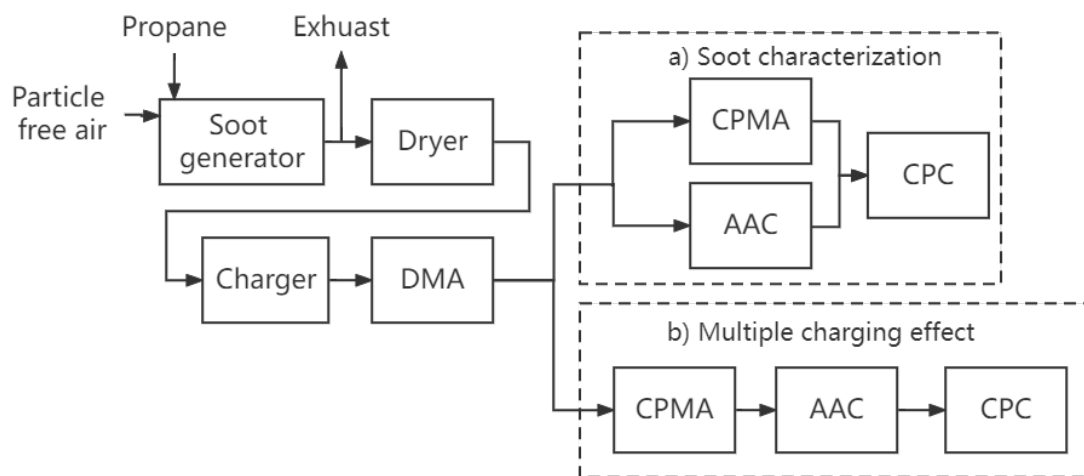 Propane
Exhuast
Particle
free air
Soot
generator
Dryer
a) Soot characterization
CPMA
AAC
CPC
Charger
DMA
b) Multiple charging effect
CPMA
AAC
CPC